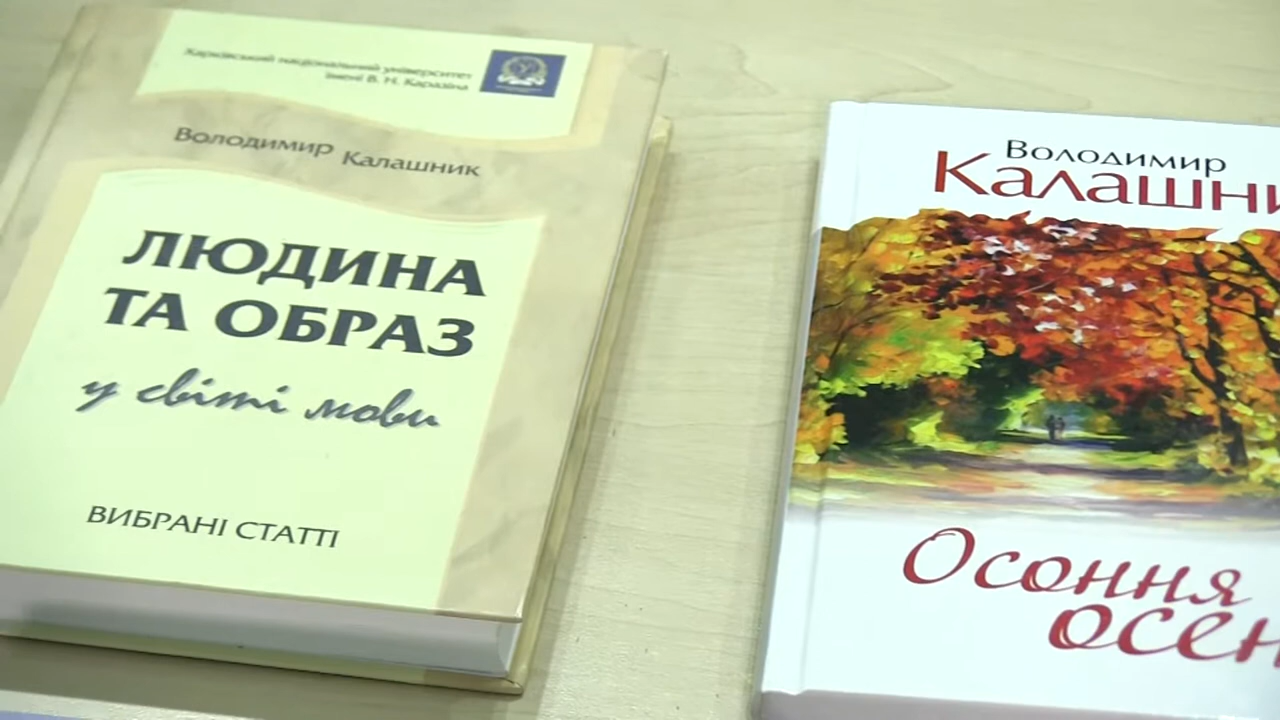 Харківський національний університет
імені В. Н. Каразіна
Володимир Калашник
ЛЮДИНА
ТА ОБРАЗ
у світі мови
ВИБРАНІ СТАТТІ
Володимир
Калашни
Осоння
осен